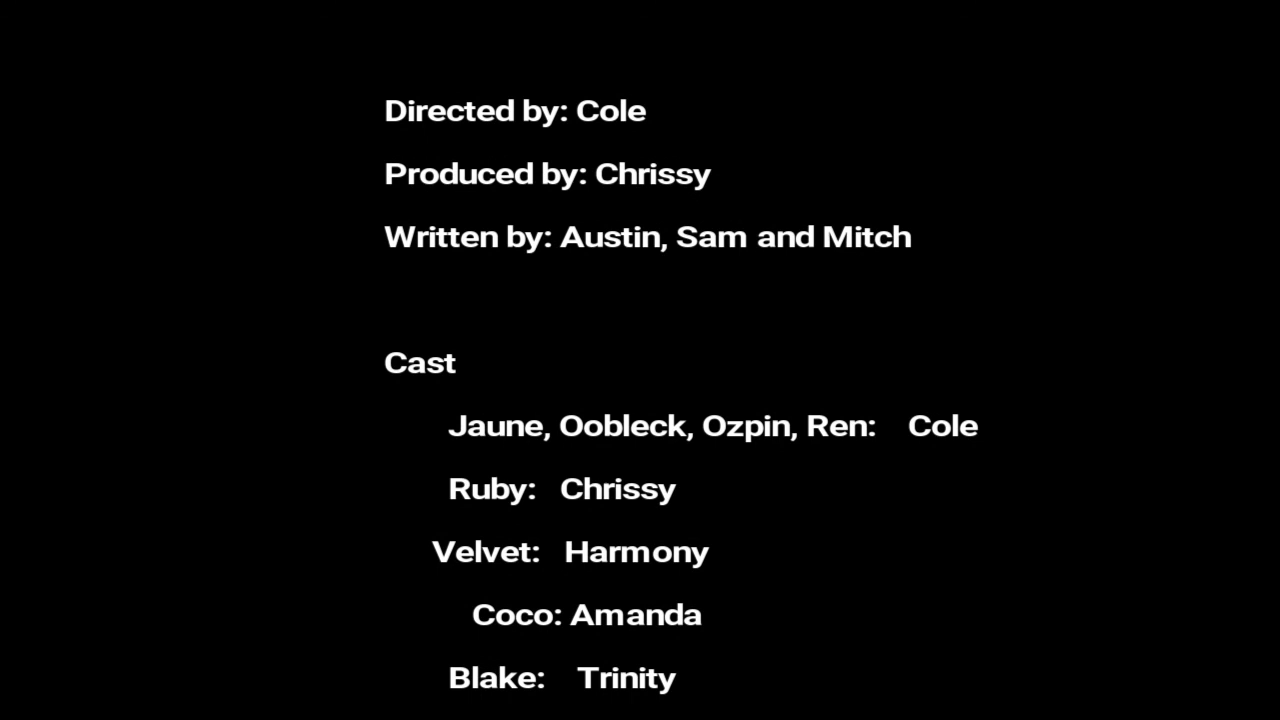 Directed by: Cole
Produced by: Chrissy
Written by: Austin, Sam and Mitch
Cast
Jaune, Oobleck, Ozpin, Ren: Cole
Ruby: Chrissy
Velvet: Harmony
Coco: Amanda
Blake: Trinity